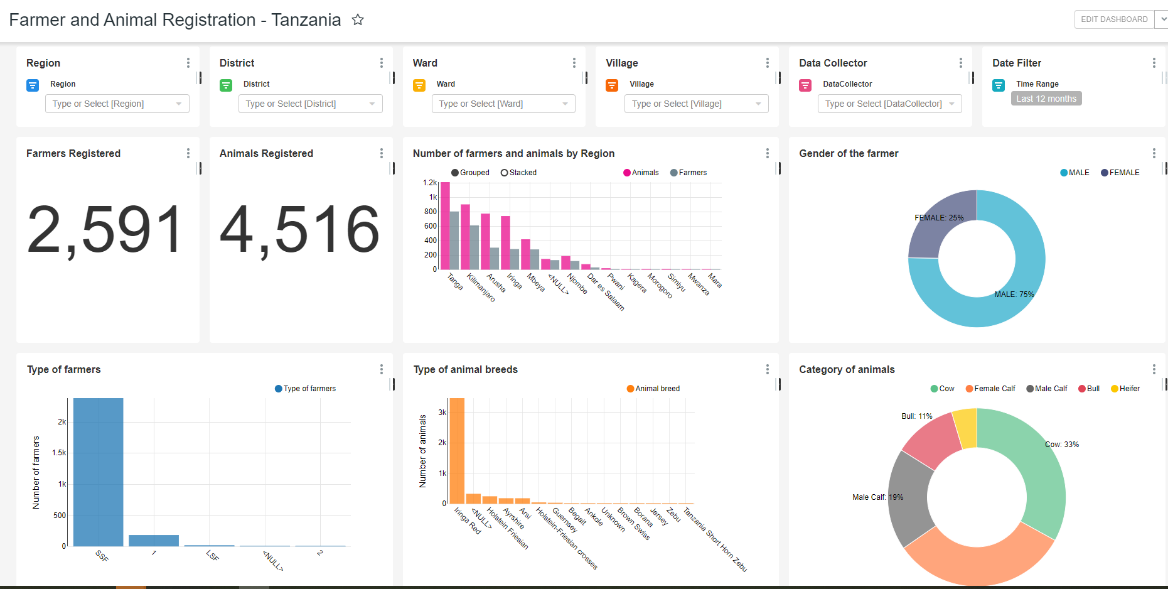 Farmer and Animal Registration - Tanzania
EDIT DASHBOARD
Region
District
Ward
Village
Data Collector
Date Filter
Region
District
Ward
Village
DataCollector
Time Range
Type or Select [Region]
Type or Select [District]
Type or Select [Ward]
Type or Select [Village]
Type or Select [DataCollector]
Last 12 months
Farmers Registered
2,591
Animals Registered
4,516
Number of farmers and animals by Region
Grouped Stacked
Animals Farmers
1.2k
1k
800
600
400
200
0
Tanga
Kilimanjaro
Arusha
Iringa
Mbeya
<NULL>
Njombe
Dar es Salaam
Pwani
Kagera
Morogoro
Simiyu
Mwanza
Mara
Gender of the farmer
MALE FEMALE
FEMALE: 25%
MALE: 75%
Type of farmers
Type of farmers
Number of farmers
2k
1.5k
1k
500
0
SSF
1
LSF
<NULL>
2
Type of animal breeds
Animal breed
Number of animals
3k
2k
1k
0
Iringa Red
<NULL>
Holstein Friesian
Ayrshire
Holstein-Friesian crosses
Guernsey
Begait
Ankole
Unknown
Brown Swiss
Borana
Jersey
Zebu
Tanzania Short Horn Zebu
Category of animals
Cow Female Calf Male Calf Bull Heifer
Bull: 11%
Cow: 33%
Male Calf: 19%